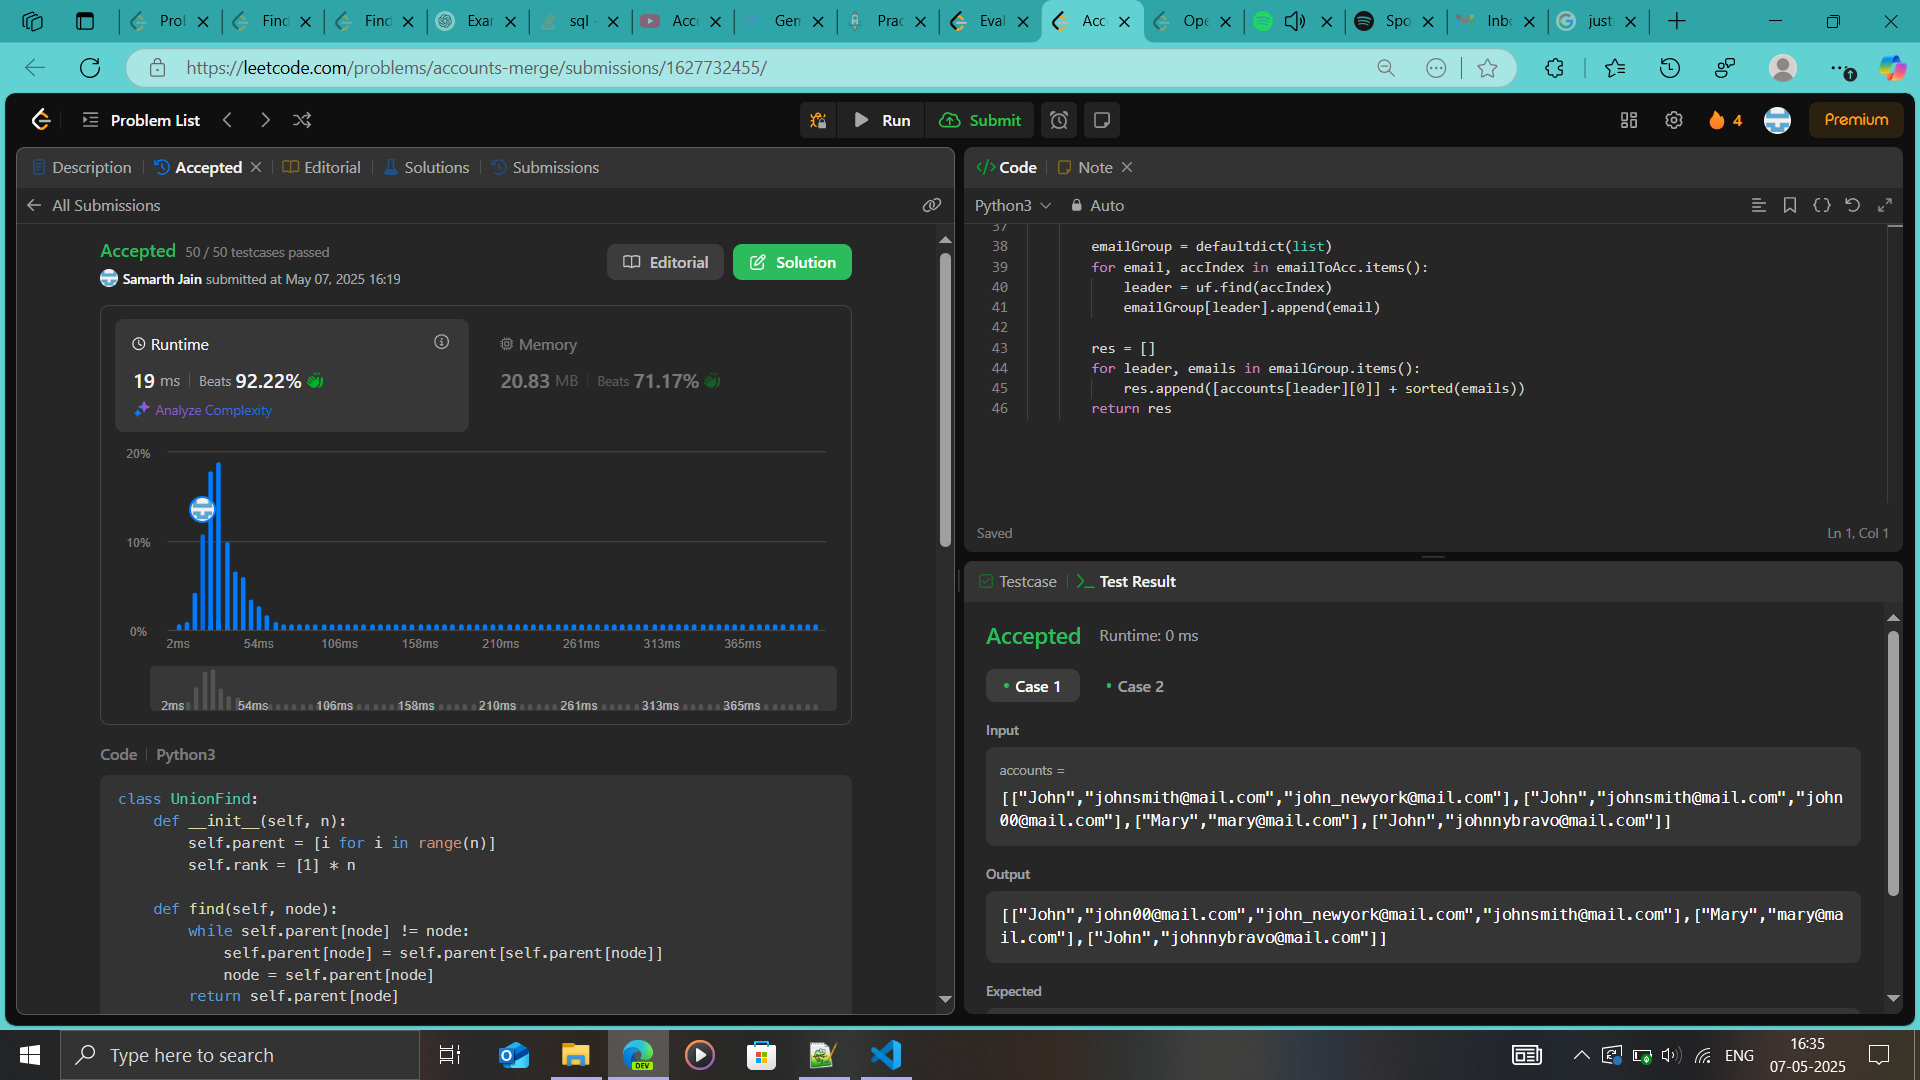 Prob
Find
Find
Exar
sql -
Acc
Gen
Prac
Eval
Acc
Ope
Spo
Inbo
just
https://leetcode.com/problems/accounts-merge/submissions/1627732455/
Problem List
Run
Submit
4
Premium
Description
Accepted
Editorial
Solutions
Submissions
All Submissions
Accepted 50 / 50 testcases passed
Samarth Jain submitted at May 07, 2025 16:19
Editorial
Solution
Runtime
19 ms Beats 92.22%
Analyze Complexity
Memory
20.83 MB Beats 71.17%
20%
10%
0%
2ms 54ms 106ms 158ms 210ms 261ms 313ms 365ms
2ms 54ms 106ms 158ms 210ms 261ms 313ms 365ms
Code Python3
class UnionFind:
def __init__(self, n):
self.parent = [i for i in range(n)]
self.rank = [1] * n
def find(self, node):
while self.parent[node] != node:
self.parent[node] = self.parent[self.parent[node]]
node = self.parent[node]
return self.parent[node]
Code
Note
Python3
Auto
37
38 emailGroup = defaultdict(list)
39 for email, accIndex in emailToAcc.items():
40 leader = uf.find(accIndex)
41 emailGroup[leader].append(email)
42
43 res = []
44 for leader, emails in emailGroup.items():
45 res.append([accounts[leader][0]] + sorted(emails))
46 return res
Saved
Ln 1, Col 1
Testcase
Test Result
Accepted Runtime: 0 ms
Case 1
Case 2
Input
accounts =
[["John","johnsmith@mail.com","john_newyork@mail.com"],["John","johnsmith@mail.com","john
00@mail.com"],["Mary","mary@mail.com"],["John","johnnybravo@mail.com"]]
Output
[["John","john00@mail.com","john_newyork@mail.com","johnsmith@mail.com"],["Mary","mary@ma
il.com"],["John","johnnybravo@mail.com"]]
Expected
Type here to search
DEV
ENG
16:35
07-05-2025